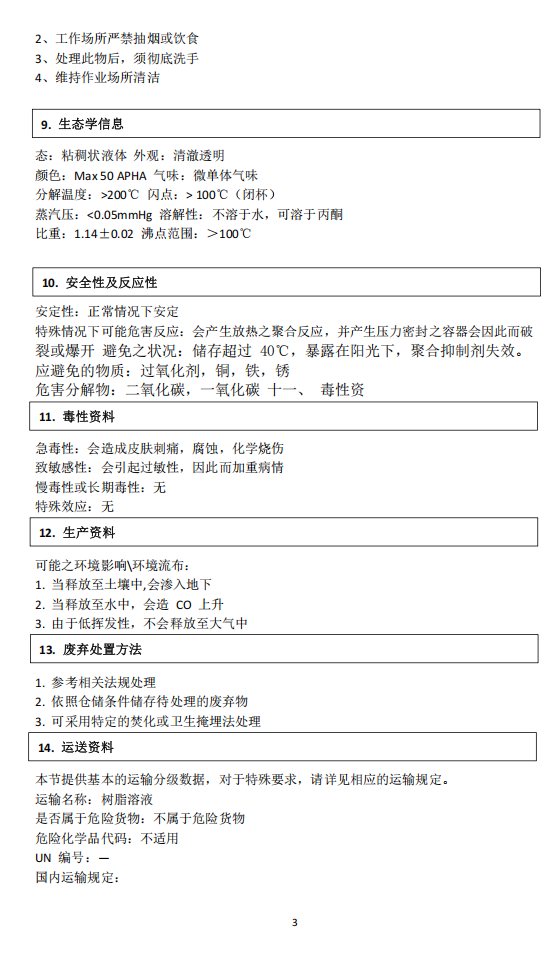 2、工作场所严禁抽烟或饮食
3、处理此物后，须彻底洗手
4、维持作业场所清洁
9. 生态学信息
态：粘稠状液体 外观：清澈透明
颜色：Max 50 APHA 气味：微单体气味
分解温度：>200℃ 闪点：> 100℃（闭杯）
蒸汽压：<0.05mmHg 溶解性：不溶于水，可溶于丙酮
比重：1.14±0.02 沸点范围：＞100℃
10. 安全性及反应性
安定性：正常情况下安定
特殊情况下可能危害反应：会产生放热之聚合反应，并产生压力密封之容器会因此而破
裂或爆开 避免之状况：储存超过 40℃，暴露在阳光下，聚合抑制剂失效。
应避免的物质：过氧化剂，铜，铁，锈
危害分解物：二氧化碳，一氧化碳 十一、 毒性资
11. 毒性资料
急毒性：会造成皮肤刺痛，腐蚀，化学烧伤
致敏感性：会引起过敏性，因此而加重病情
慢毒性或长期毒性：无
特殊效应：无
12. 生产资料
可能之环境影响\环境流布：
1. 当释放至土壤中,会渗入地下
2. 当释放至水中，会造 CO 上升
3. 由于低挥发性，不会释放至大气中
13. 废弃处置方法
1. 参考相关法规处理
2. 依照仓储条件储存待处理的废弃物
3. 可采用特定的焚化或卫生掩埋法处理
14. 运送资料
本节提供基本的运输分级数据，对于特殊要求，请详见相应的运输规定。
运输名称：树脂溶液
是否属于危险货物：不属于危险货物
危险化学品代码：不适用
UN 编号：—
国内运输规定：
3